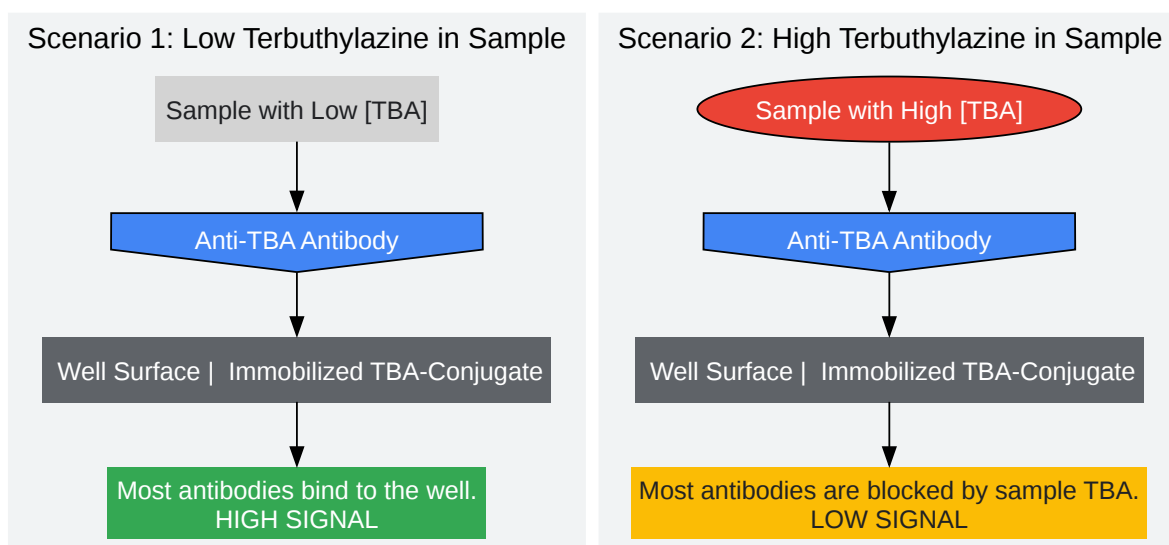 Scenario 1: Low Terbuthylazine in Sample
Sample with Low [TBA]
Anti-TBA Antibody
Well Surface | Immobilized TBA-Conjugate
Most antibodies bind to the well.
HIGH SIGNAL
Scenario 2: High Terbuthylazine in Sample
Sample with High [TBA]
Anti-TBA Antibody
Well Surface | Immobilized TBA-Conjugate
Most antibodies are blocked by sample TBA.
LOW SIGNAL